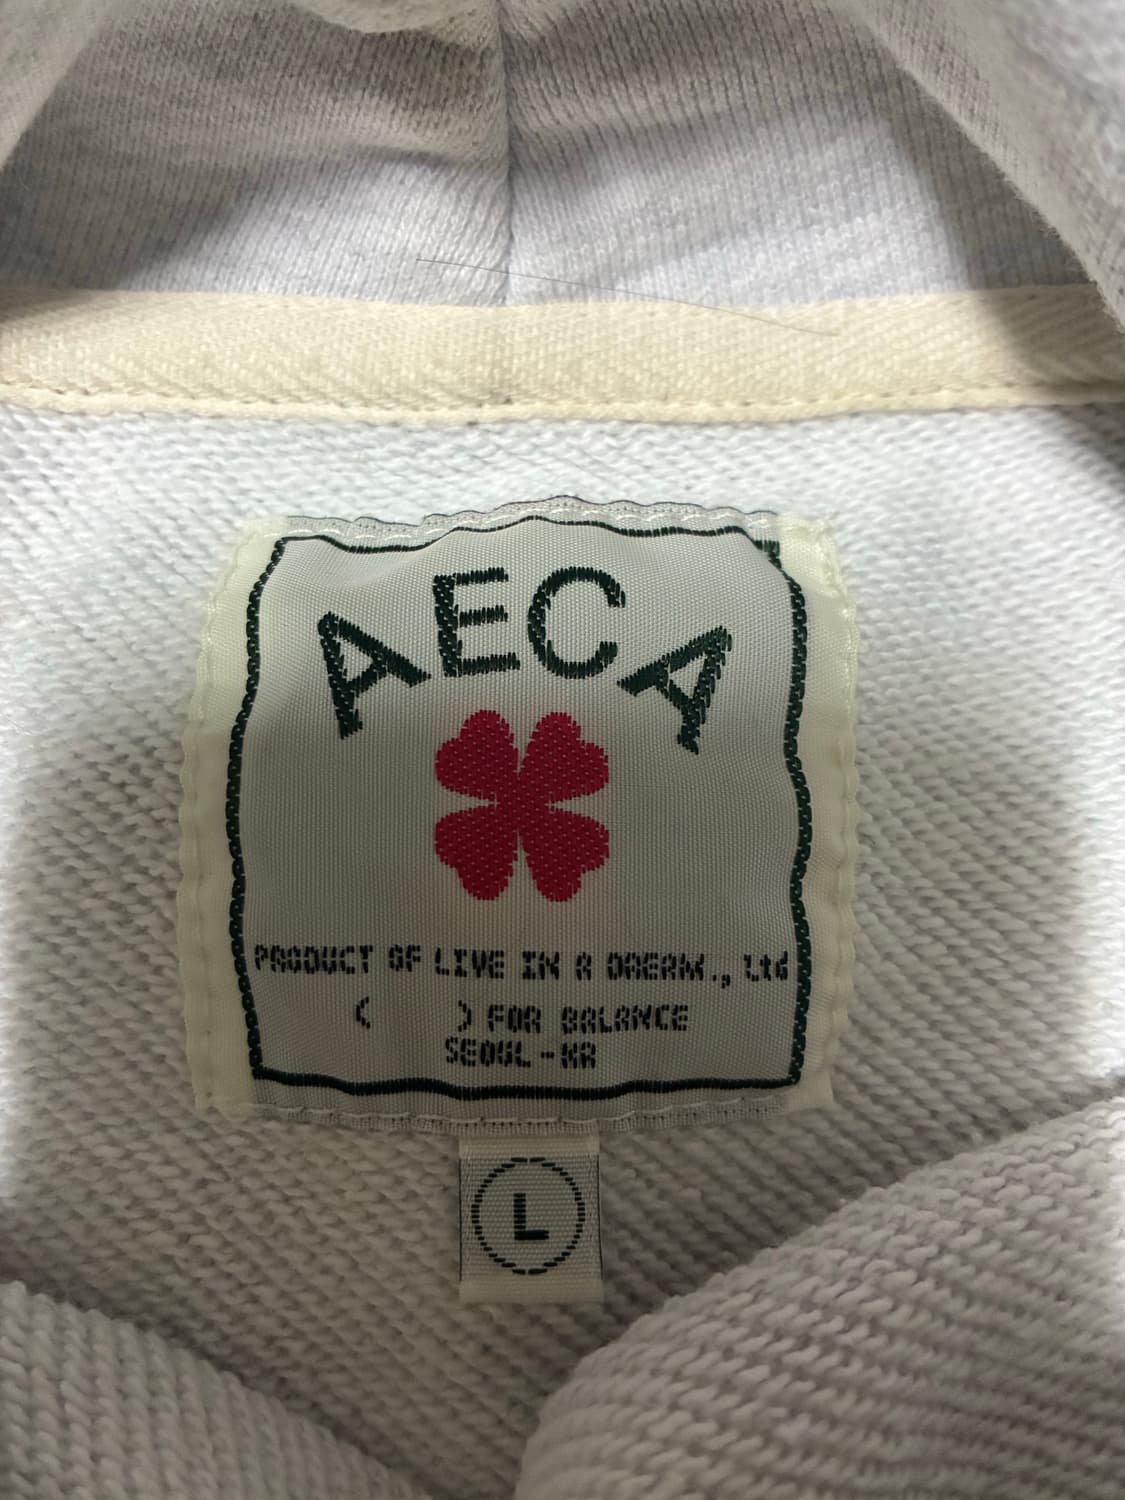 AECA
PRODUCT OF LIVE IN A DREAM., Ltd
( ) FOR BALANCE
SEOUL-KR
L